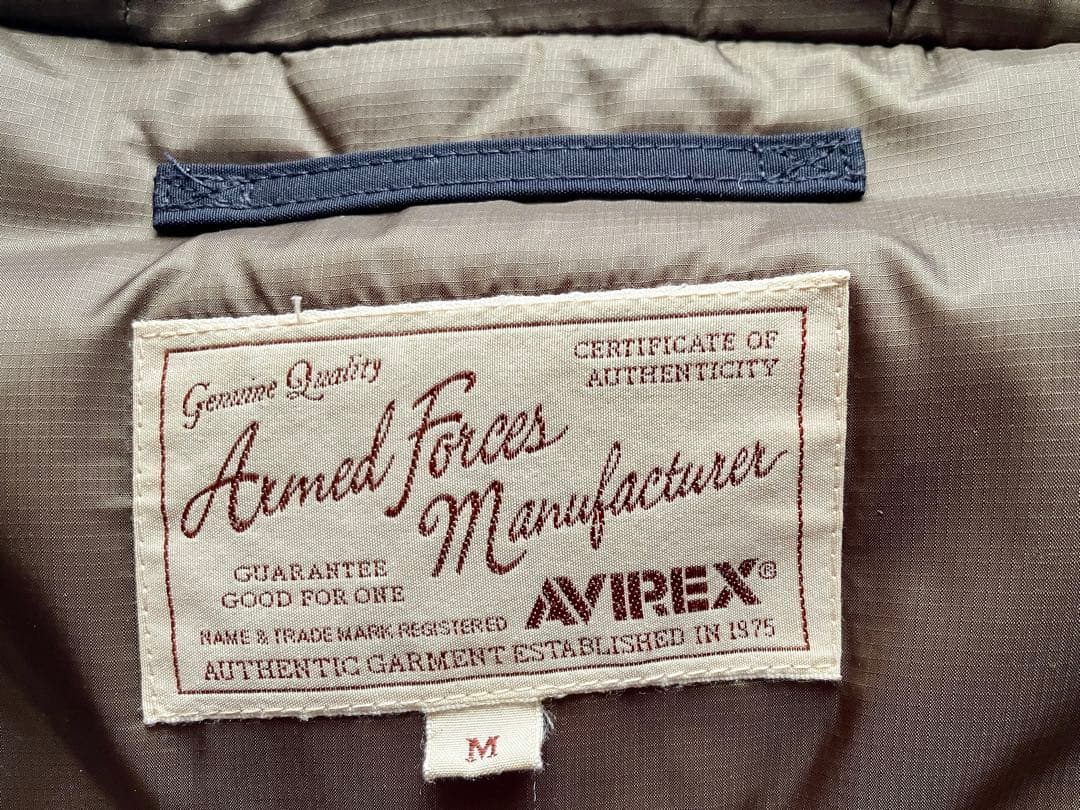 Genuine Quality
CERTIFICATE OF
AUTHENTICITY
Armed Forces
Manufacturer
GUARANTEE
GOOD FOR ONE
AVIREX®
NAME & TRADE MARK REGISTERED
AUTHENTIC GARMENT ESTABLISHED IN 1975
M